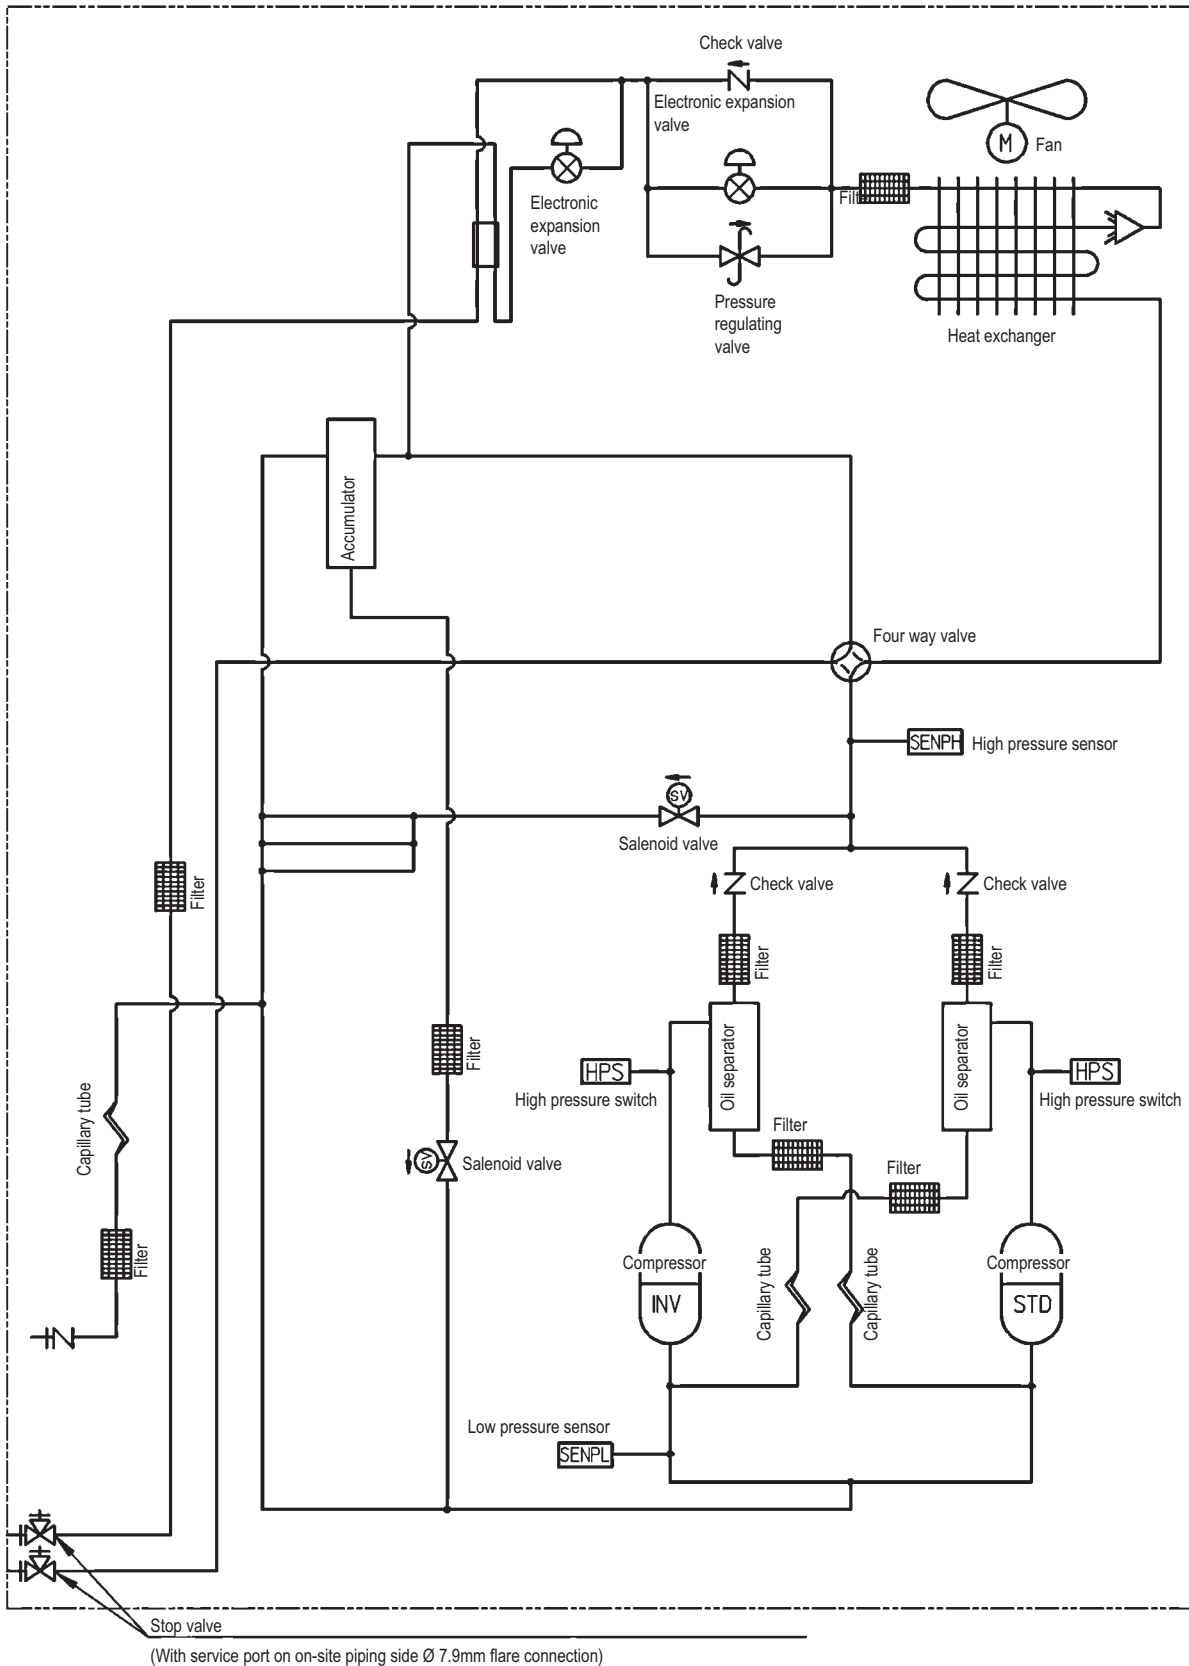 Check valve
Electronic expansion
valve
M
Fan
Electronic
expansion
valve
Filter
Pressure
regulating
valve
Heat exchanger
Accumulator
Four way valve
SENPH
High pressure sensor
SV
Salenoid valve
Check valve
Check valve
Filter
Filter
Filter
Filter
Oil separator
Oil separator
HPS
High pressure switch
HPS
High pressure switch
Capillary tube
Filter
SV
Salenoid valve
Filter
Filter
Compressor
INV
Capillary tube
Capillary tube
Compressor
STD
Low pressure sensor
SENPL
Stop valve
(With service port on on-site piping side Ø 7.9mm flare connection)